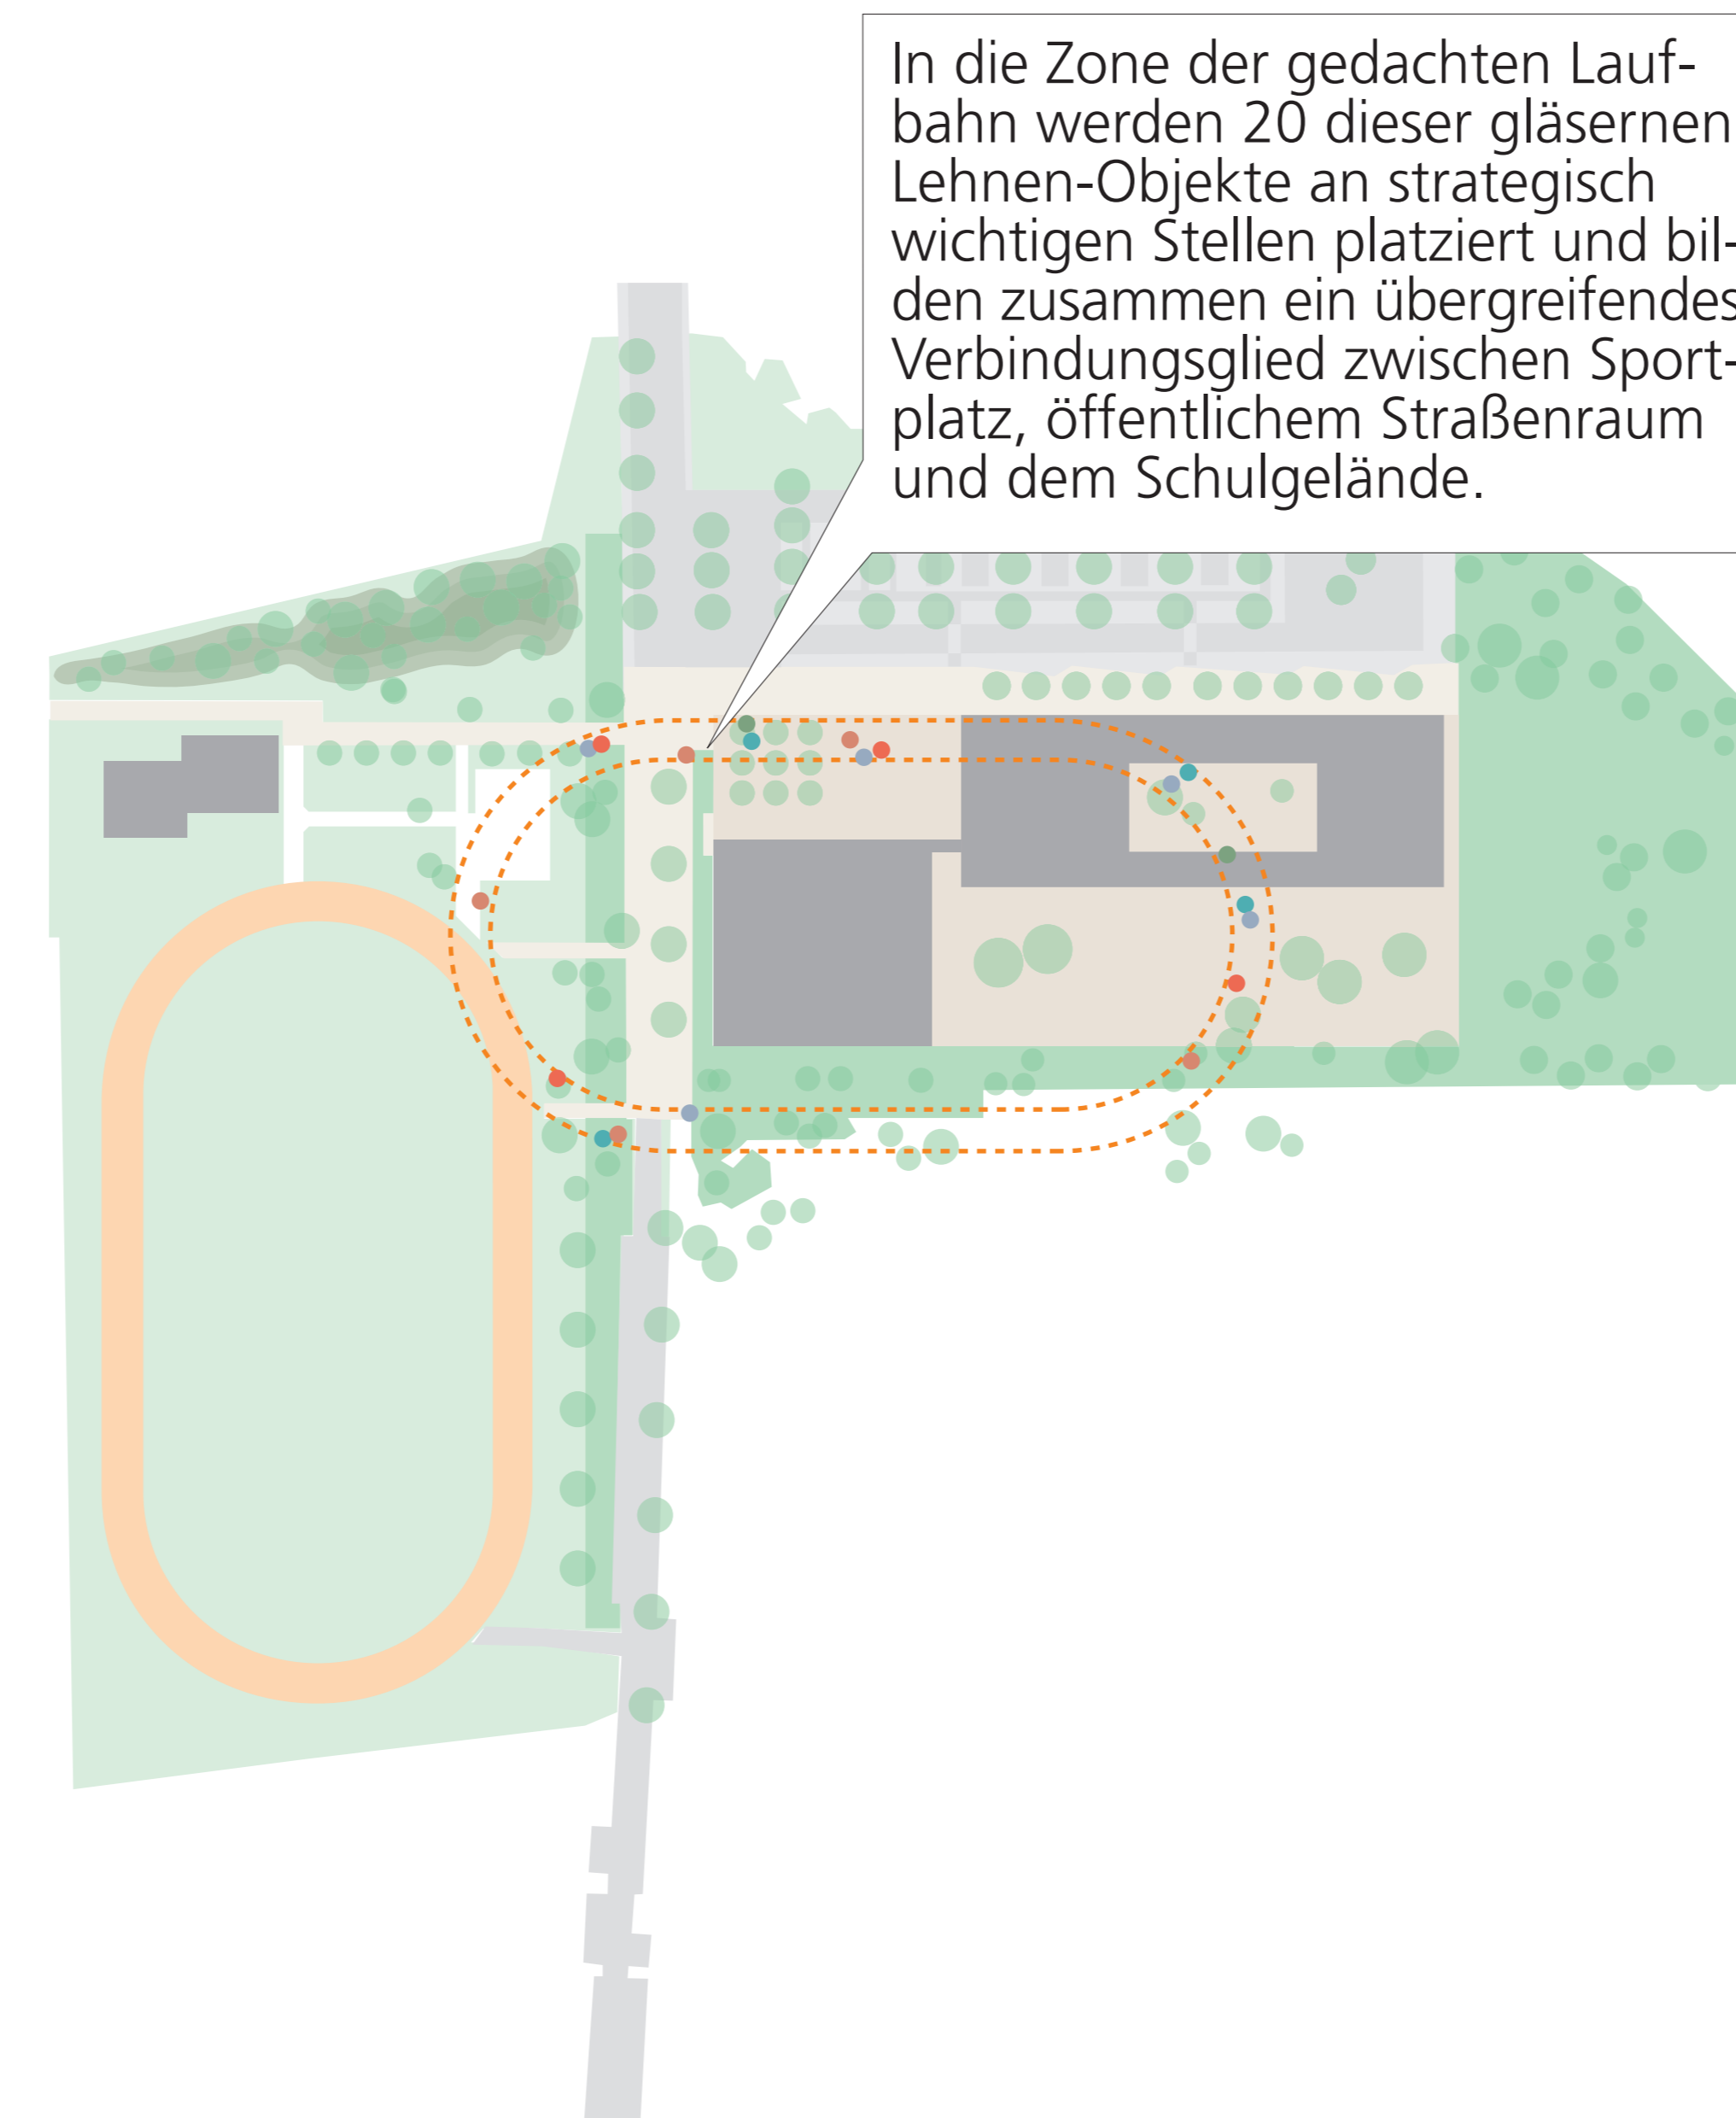 In die Zone der gedachten Lauf-
bahn werden 20 dieser gläsernen
Lehnen-Objekte an strategisch
wichtigen Stellen platziert und bil-
den zusammen ein übergreifendes
Verbindungsglied zwischen Sport-
platz, öffentlichem Straßenraum
und dem Schulgelände.